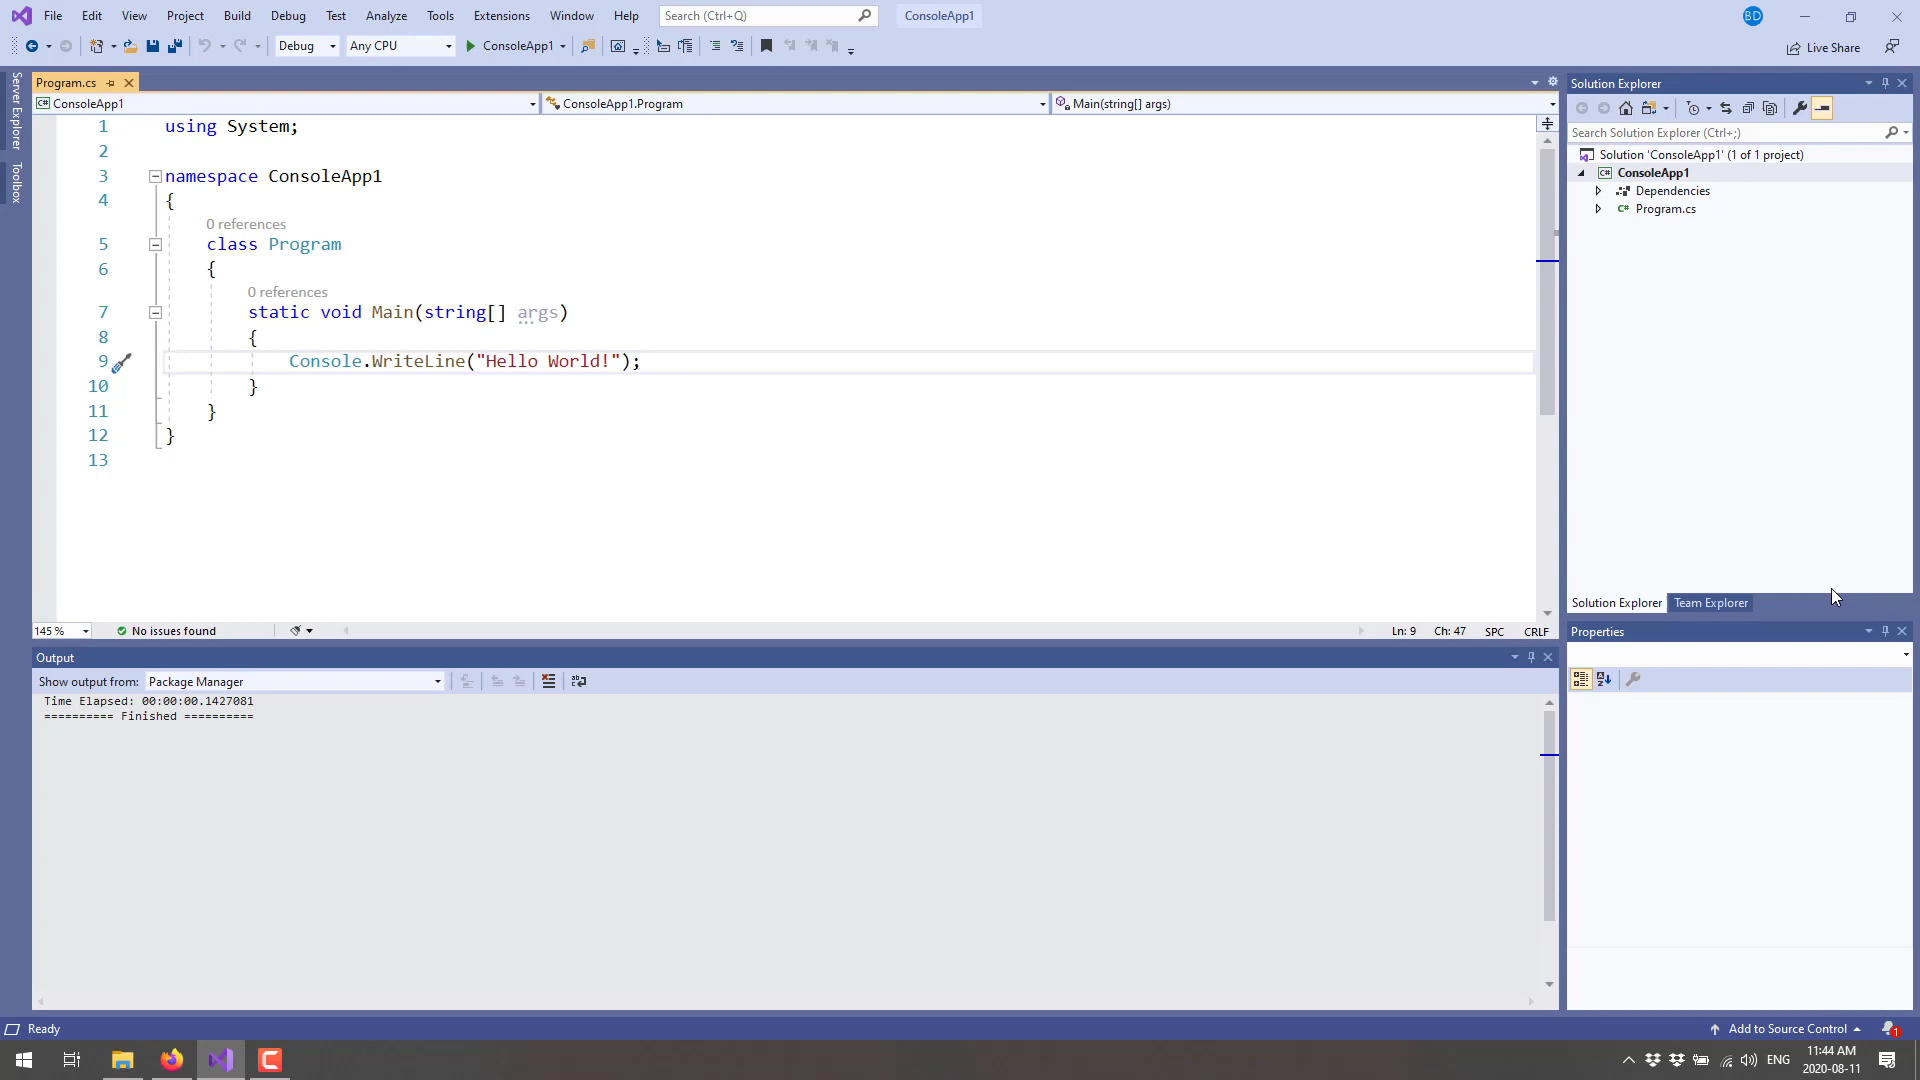 File Edit View Project Build Debug Test Analyze Tools Extensions Window Help Search (Ctrl+Q) ConsoleApp1 BD
Debug Any CPU ConsoleApp1 Live Share
Server Explorer
Toolbox
Program.cs
ConsoleApp1 ConsoleApp1.Program Main(string[] args)
1 using System;
2
3 namespace ConsoleApp1
4 {
0 references
5 class Program
6 {
0 references
7 static void Main(string[] args)
8 {
9 Console.WriteLine("Hello World!");
10 }
11 }
12 }
13
145 % No issues found Ln: 9 Ch: 47 SPC CRLF
Output
Show output from: Package Manager
Time Elapsed: 00:00:00.1427081
========== Finished ==========
Solution Explorer
Search Solution Explorer (Ctrl+;)
Solution 'ConsoleApp1' (1 of 1 project)
C# ConsoleApp1
Dependencies
C# Program.cs
Solution Explorer Team Explorer
Properties
Ready Add to Source Control 1
ENG 11:44 AM
2020-08-11